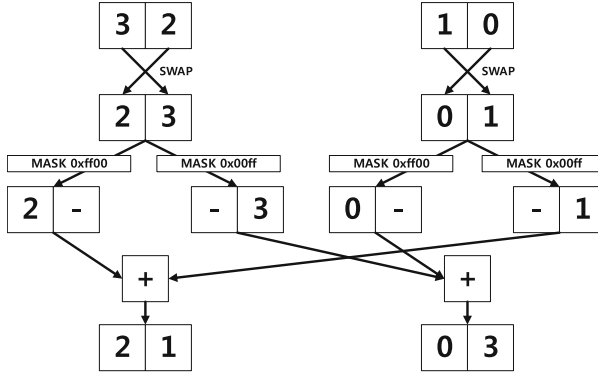 3 2 1 0
SWAP SWAP
2 3 0 1
MASK 0xff00 MASK 0x00ff MASK 0xff00 MASK 0x00ff
2 - - 3 0 - - 1
+ +
2 1 0 3